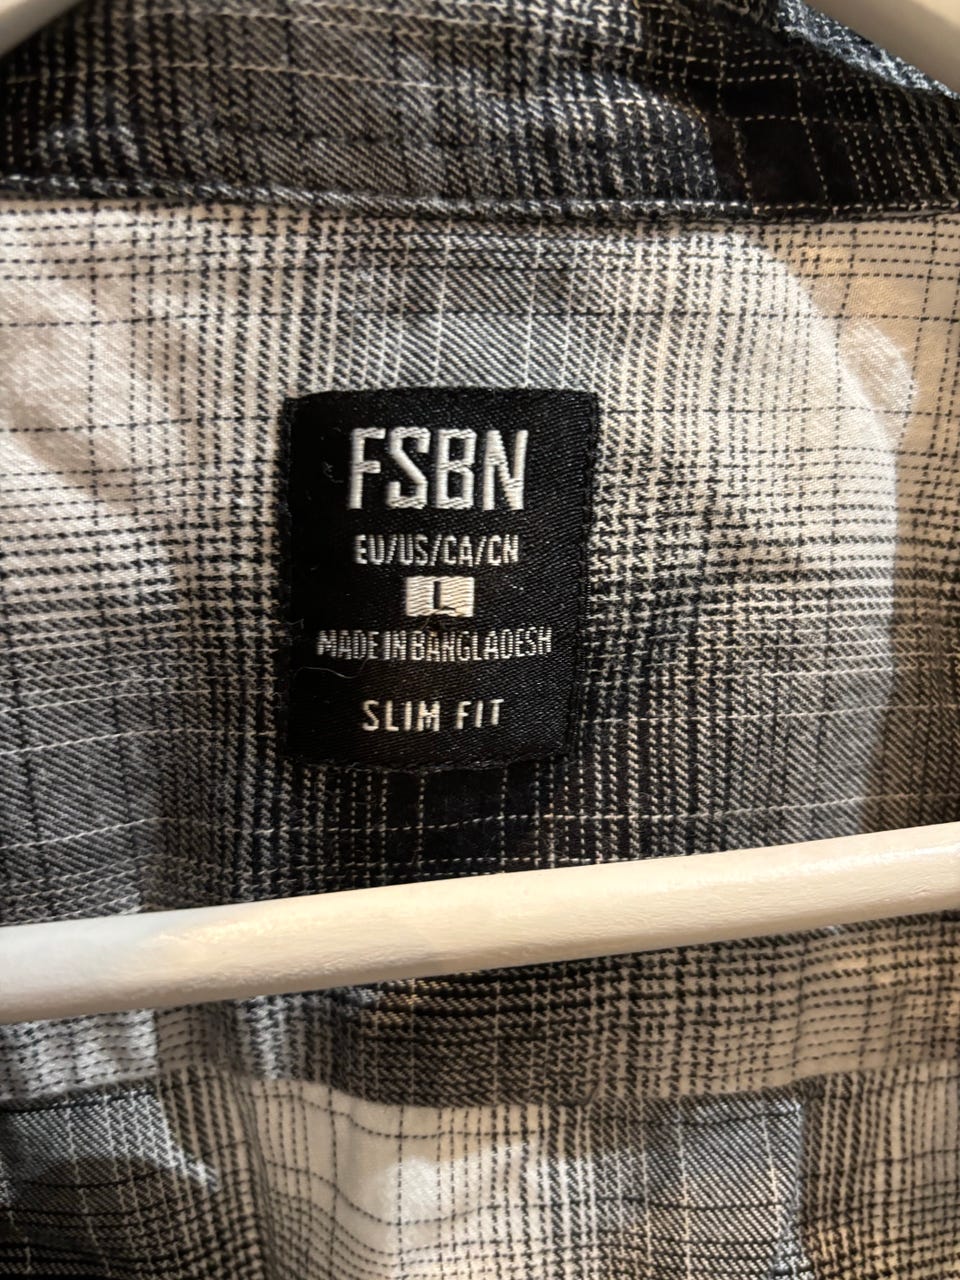 FSBN
EU/US/CA/CN
L
MADE IN BANGLADESH
SLIM FIT